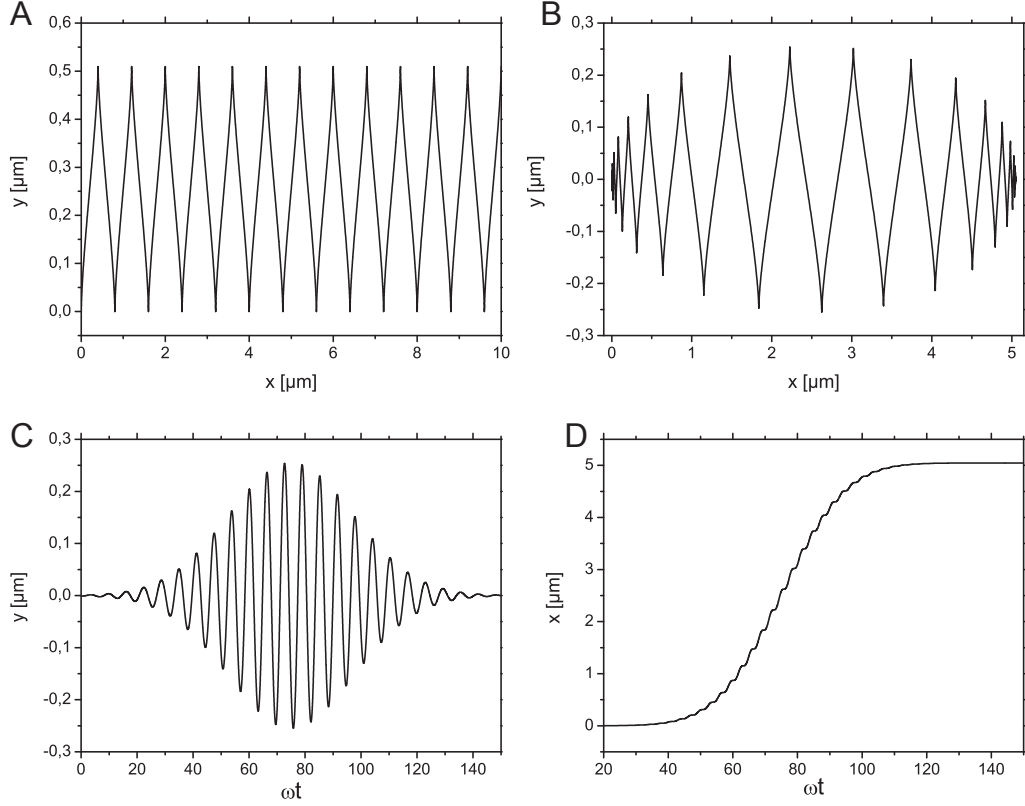 A
0,6
0,5
0,4
0,3
0,2
0,1
0,0
y [µm]
0 2 4 6 8 10
x [µm]
B
0,3
0,2
0,1
0,0
-0,1
-0,2
-0,3
y [µm]
0 1 2 3 4 5
x [µm]
C
0,3
0,2
0,1
0,0
-0,1
-0,2
-0,3
y [µm]
0 20 40 60 80 100 120 140
ωt
D
5
4
3
2
1
0
x [µm]
20 40 60 80 100 120 140
ωt